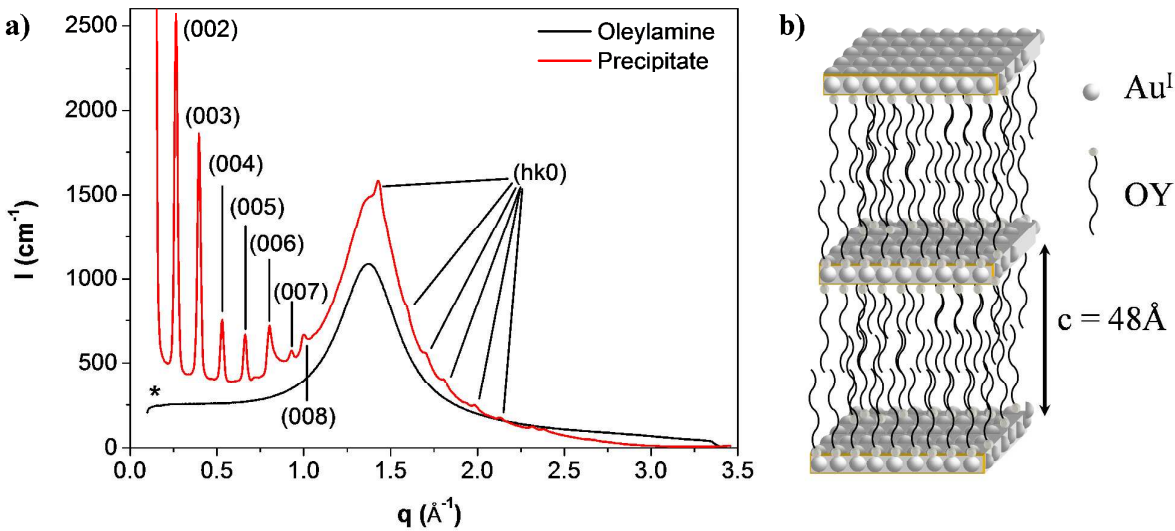 a)
I (cm⁻¹)
2500
2000
1500
1000
500
0
Oleylamine
Precipitate
(002)
(003)
(004)
(005)
(006)
(007)
(008)
(hk0)
*
0.0 0.5 1.0 1.5 2.0 2.5 3.0 3.5
q (Å⁻¹)
b)
Auᴵ
OY
c = 48Å